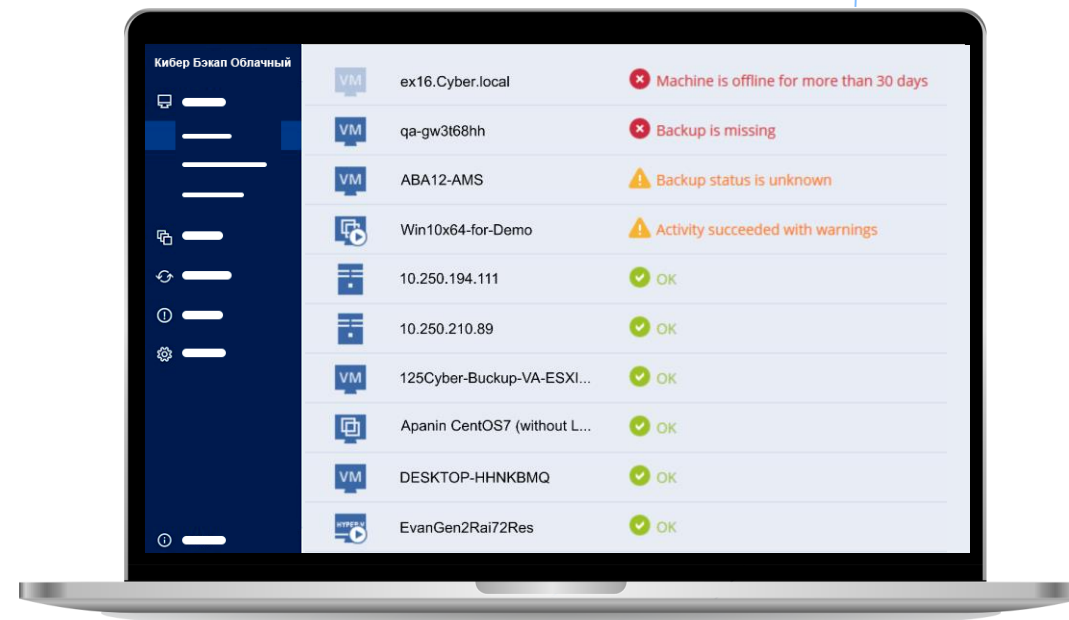 Кибер Бэкап Облачный
VM ex16.Cyber.local Machine is offline for more than 30 days
VM qa-gw3t68hh Backup is missing
VM ABA12-AMS Backup status is unknown
Win10x64-for-Demo Activity succeeded with warnings
10.250.194.111 OK
10.250.210.89 OK
VM 125Cyber-Buckup-VA-ESXI... OK
Apanin CentOS7 (without L... OK
VM DESKTOP-HHNKBMQ OK
HYPER-V EvanGen2Rai72Res OK